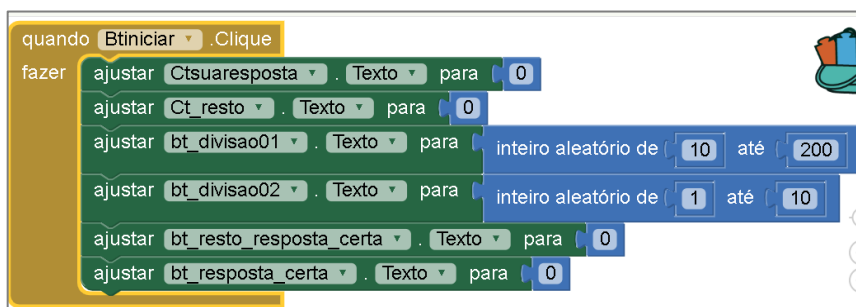 quando Btiniciar .Clique
fazer ajustar Ctsuaresposta . Texto para 0
ajustar Ct_resto . Texto para 0
ajustar bt_divisao01 . Texto para inteiro aleatório de 10 até 200
ajustar bt_divisao02 . Texto para inteiro aleatório de 1 até 10
ajustar bt_resto_resposta_certa . Texto para 0
ajustar bt_resposta_certa . Texto para 0